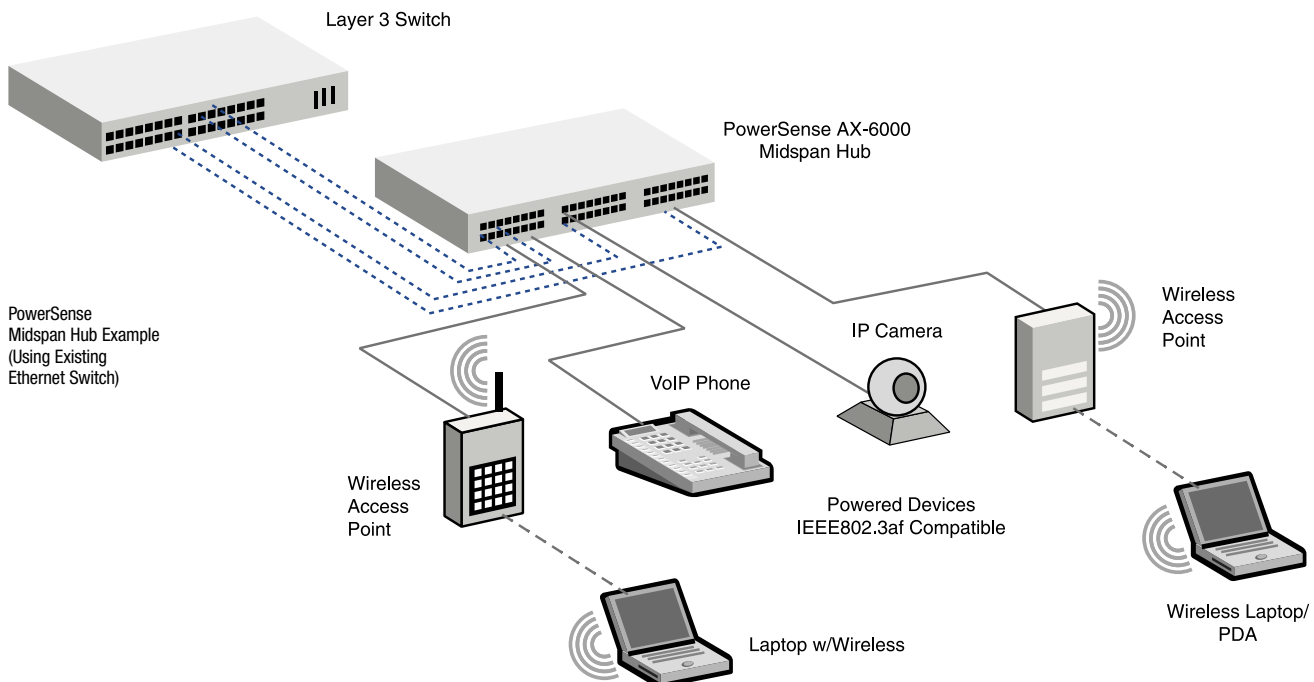 Layer 3 Switch
PowerSense AX-6000
Midspan Hub
PowerSense
Midspan Hub Example
(Using Existing
Ethernet Switch)
Wireless
Access
Point
IP Camera
VoIP Phone
Wireless
Access
Point
Powered Devices
IEEE802.3af Compatible
Laptop w/Wireless
Wireless Laptop/
PDA